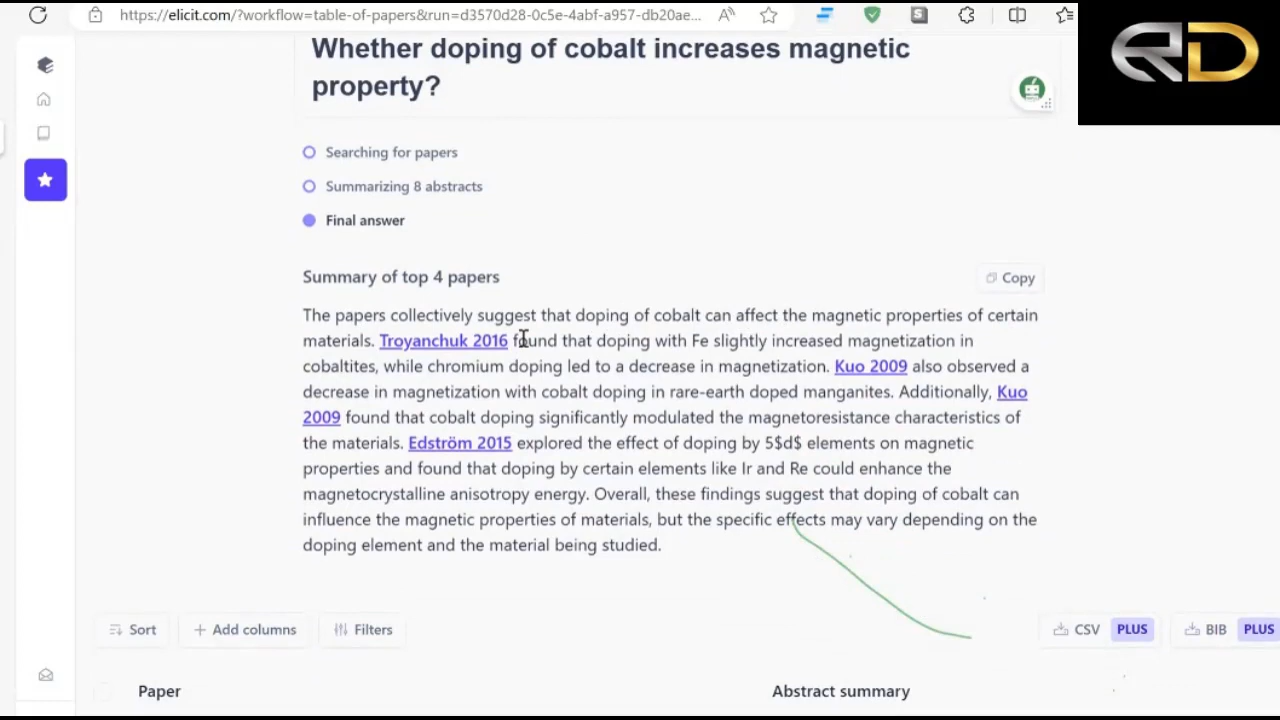 https://elicit.com/?workflow=table-of-papers&run=d3570d28-0c5e-4abf-a957-db20ae...
RD
Whether doping of cobalt increases magnetic
property?
Searching for papers
Summarizing 8 abstracts
Final answer
Summary of top 4 papers
Copy
The papers collectively suggest that doping of cobalt can affect the magnetic properties of certain
materials. Troyanchuk 2016 found that doping with Fe slightly increased magnetization in
cobaltites, while chromium doping led to a decrease in magnetization. Kuo 2009 also observed a
decrease in magnetization with cobalt doping in rare-earth doped manganites. Additionally, Kuo
2009 found that cobalt doping significantly modulated the magnetoresistance characteristics of
the materials. Edström 2015 explored the effect of doping by 5$d$ elements on magnetic
properties and found that doping by certain elements like Ir and Re could enhance the
magnetocrystalline anisotropy energy. Overall, these findings suggest that doping of cobalt can
influence the magnetic properties of materials, but the specific effects may vary depending on the
doping element and the material being studied.
Sort
Add columns
Filters
CSV PLUS
BIB PLUS
Paper
Abstract summary